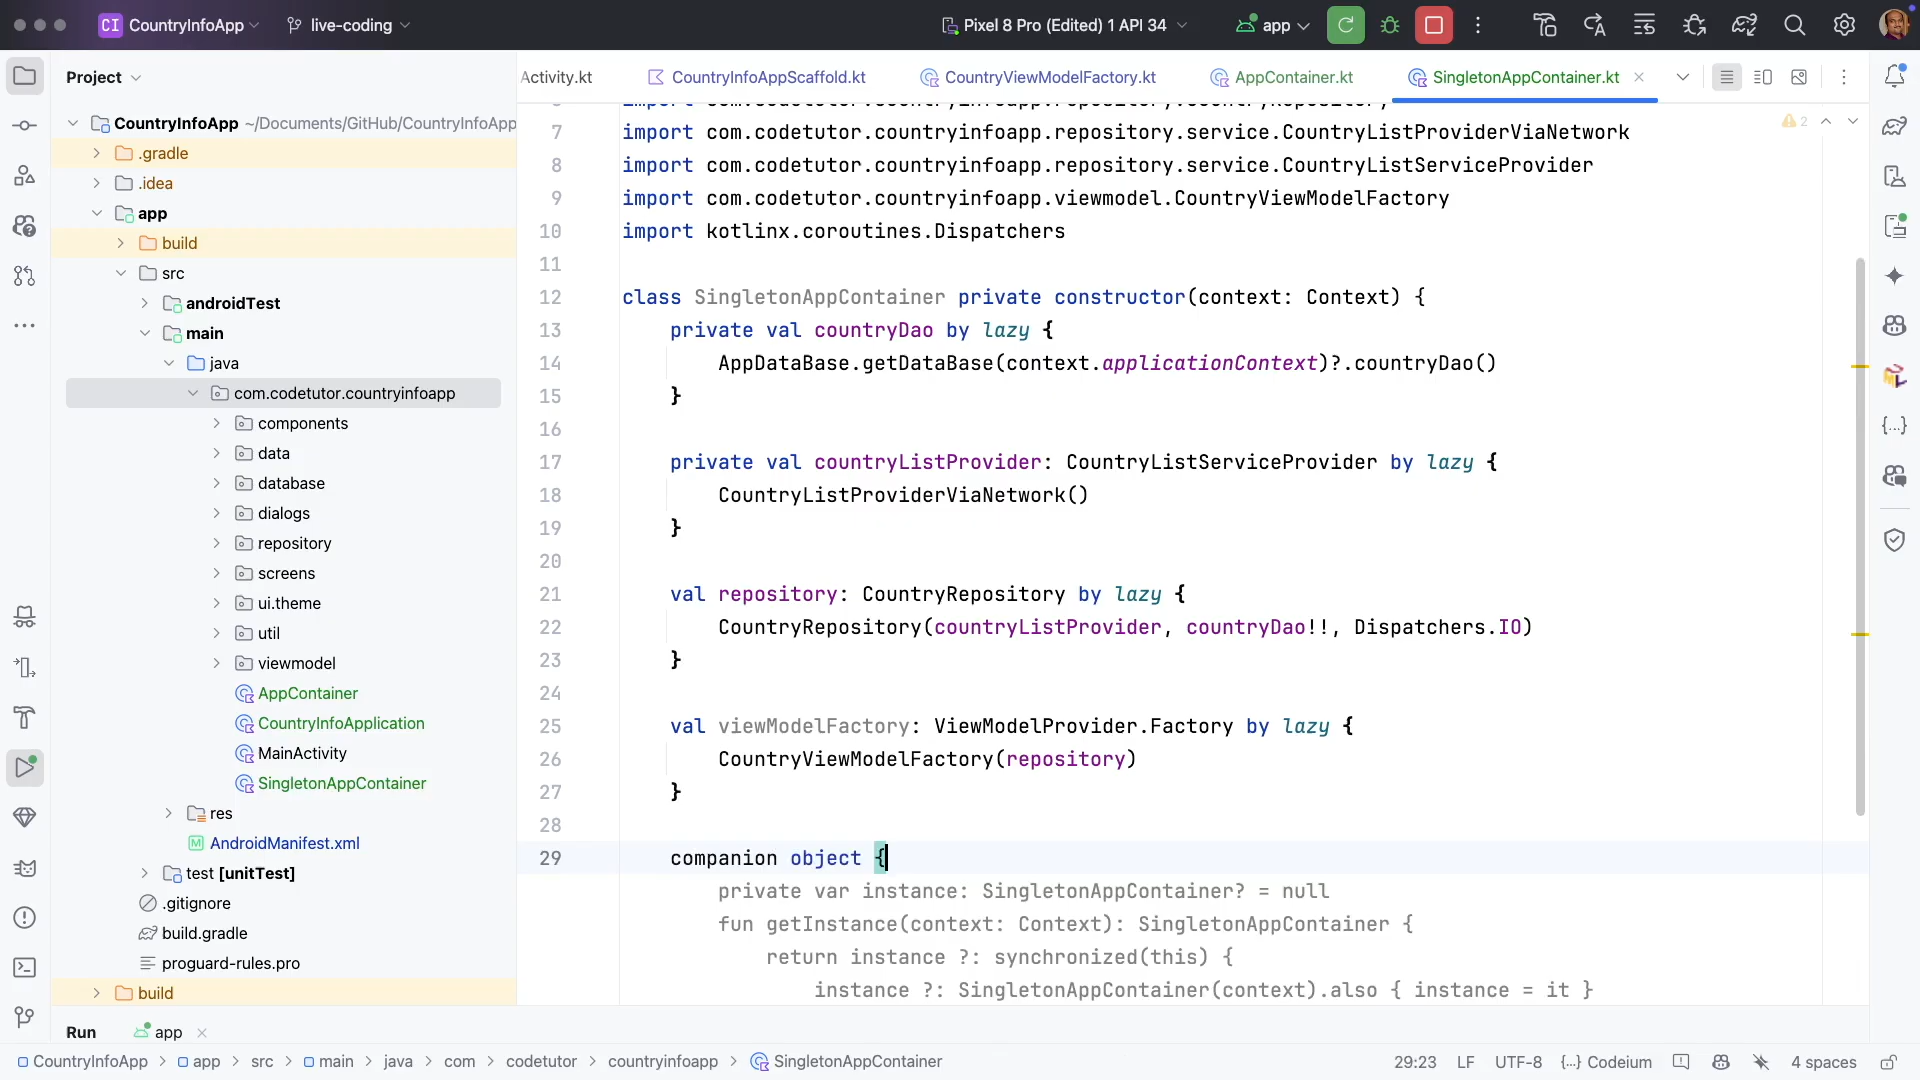 CI CountryInfoApp
live-coding
Pixel 8 Pro (Edited) 1 API 34
app
Project
Activity.kt
CountryInfoAppScaffold.kt
CountryViewModelFactory.kt
AppContainer.kt
SingletonAppContainer.kt
CountryInfoApp ~/Documents/GitHub/CountryInfoApp
.gradle
.idea
app
build
src
androidTest
main
java
com.codetutor.countryinfoapp
components
data
database
dialogs
repository
screens
ui.theme
util
viewmodel
AppContainer
CountryInfoApplication
MainActivity
SingletonAppContainer
res
AndroidManifest.xml
test [unitTest]
.gitignore
build.gradle
proguard-rules.pro
build
2
import com.codetutor.countryinfoapp.repository.CountryRepository
7 import com.codetutor.countryinfoapp.repository.service.CountryListProviderViaNetwork
8 import com.codetutor.countryinfoapp.repository.service.CountryListServiceProvider
9 import com.codetutor.countryinfoapp.viewmodel.CountryViewModelFactory
10 import kotlinx.coroutines.Dispatchers
11
12 class SingletonAppContainer private constructor(context: Context) {
13 private val countryDao by lazy {
14 AppDataBase.getDataBase(context.applicationContext)?.countryDao()
15 }
16
17 private val countryListProvider: CountryListServiceProvider by lazy {
18 CountryListProviderViaNetwork()
19 }
20
21 val repository: CountryRepository by lazy {
22 CountryRepository(countryListProvider, countryDao!!, Dispatchers.IO)
23 }
24
25 val viewModelFactory: ViewModelProvider.Factory by lazy {
26 CountryViewModelFactory(repository)
27 }
28
29 companion object {
private var instance: SingletonAppContainer? = null
fun getInstance(context: Context): SingletonAppContainer {
return instance ?: synchronized(this) {
instance ?: SingletonAppContainer(context).also { instance = it }
Run
app
CountryInfoApp > app > src > main > java > com > codetutor > countryinfoapp > SingletonAppContainer
29:23 LF UTF-8 {...} Codeium 4 spaces